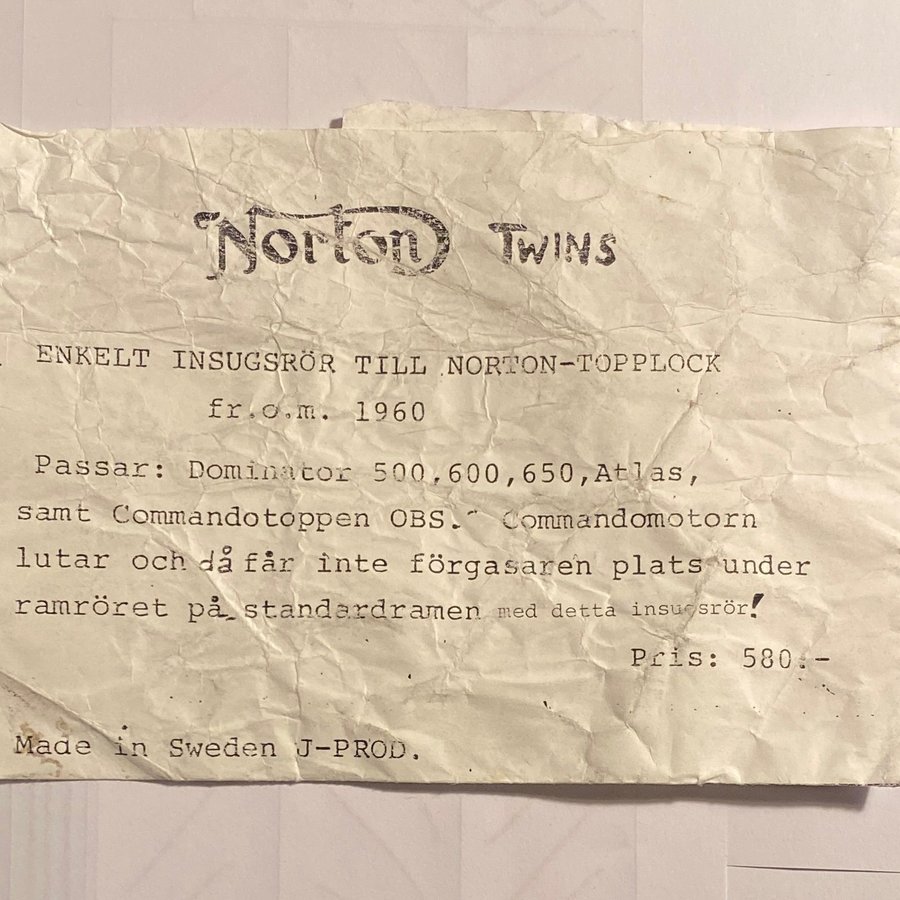 Norton TWINS
ENKELT INSUGSRÖR TILL NORTON-TOPPLOCK
fr.o.m. 1960
Passar: Dominator 500,600,650,Atlas,
samt Commandotoppen OBS. Commandomotorn
lutar och då får inte förgasaren plats under
ramröret på standardramen med detta insugsrör!
Pris: 580:-
Made in Sweden J-PROD.